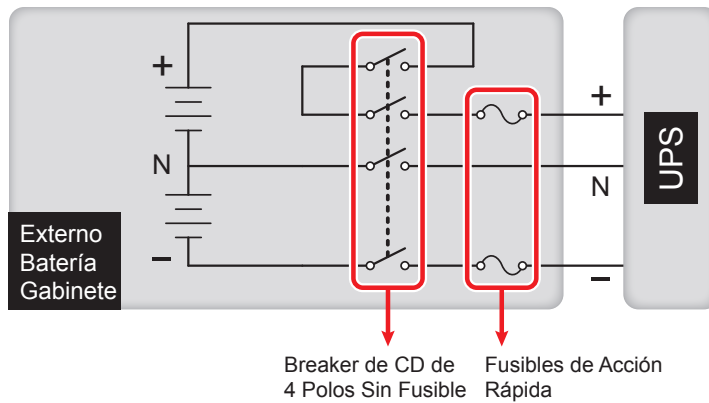 +
+
N
N
UPS
Externo
Batería
Gabinete
–
–
Breaker de CD de
4 Polos Sin Fusible
Fusibles de Acción
Rápida